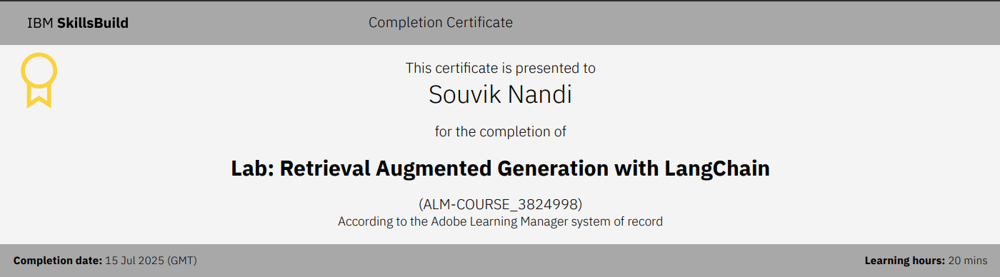 IBM SkillsBuild
Completion Certificate
This certificate is presented to
Souvik Nandi
for the completion of
Lab: Retrieval Augmented Generation with LangChain
(ALM-COURSE_3824998)
According to the Adobe Learning Manager system of record
Completion date: 15 Jul 2025 (GMT)
Learning hours: 20 mins